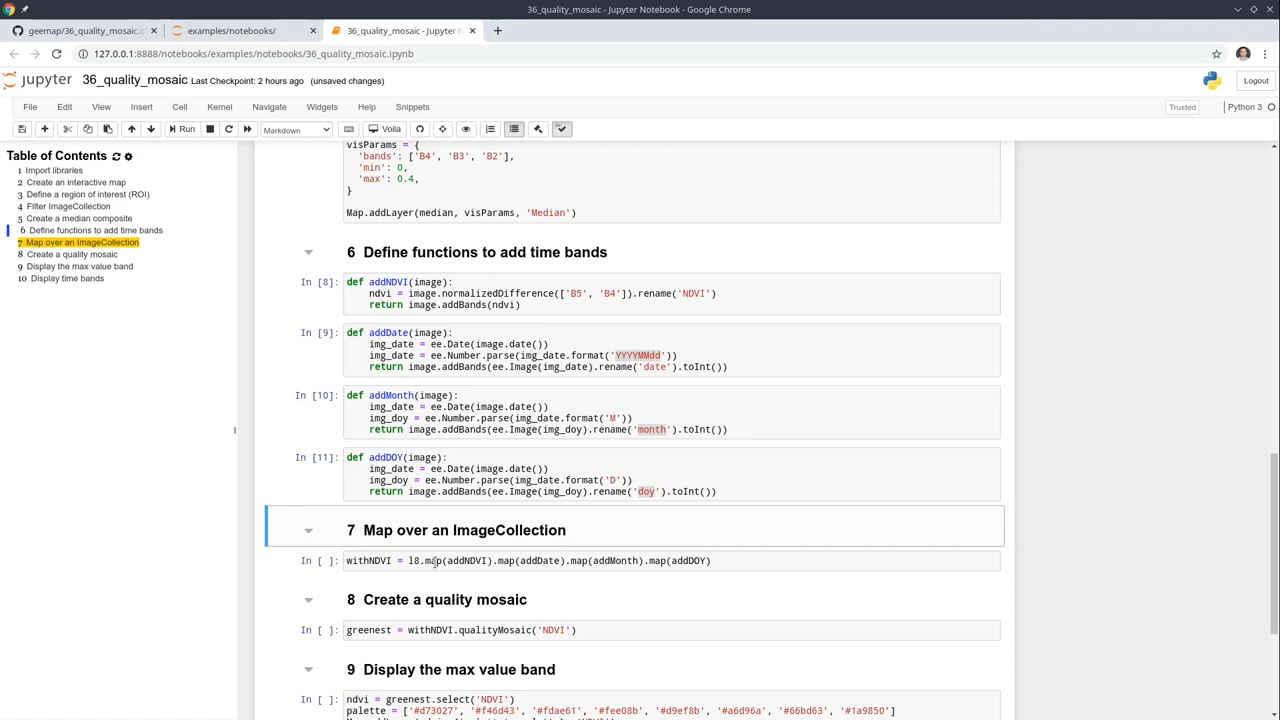 36_quality_mosaic - Jupyter Notebook - Google Chrome
geemap/36_quality_mosaic.i
examples/notebooks/
36_quality_mosaic - Jupyter N
127.0.0.1:8888/notebooks/examples/notebooks/36_quality_mosaic.ipynb
jupyter 36_quality_mosaic Last Checkpoint: 2 hours ago (unsaved changes)
Logout
File Edit View Insert Cell Kernel Navigate Widgets Help Snippets
Trusted
Python 3
Run
Markdown
Voila
Table of Contents
1 Import libraries
2 Create an interactive map
3 Define a region of interest (ROI)
4 Filter ImageCollection
5 Create a median composite
6 Define functions to add time bands
7 Map over an ImageCollection
8 Create a quality mosaic
9 Display the max value band
10 Display time bands
visParams = {
'bands': ['B4', 'B3', 'B2'],
'min': 0,
'max': 0.4,
}
Map.addLayer(median, visParams, 'Median')
6 Define functions to add time bands
In [8]: def addNDVI(image):
ndvi = image.normalizedDifference(['B5', 'B4']).rename('NDVI')
return image.addBands(ndvi)
In [9]: def addDate(image):
img_date = ee.Date(image.date())
img_date = ee.Number.parse(img_date.format('YYYYMMdd'))
return image.addBands(ee.Image(img_date).rename('date').toInt())
In [10]: def addMonth(image):
img_date = ee.Date(image.date())
img_doy = ee.Number.parse(img_date.format('M'))
return image.addBands(ee.Image(img_doy).rename('month').toInt())
In [11]: def addDOY(image):
img_date = ee.Date(image.date())
img_doy = ee.Number.parse(img_date.format('D'))
return image.addBands(ee.Image(img_doy).rename('doy').toInt())
7 Map over an ImageCollection
In [ ]: withNDVI = l8.map(addNDVI).map(addDate).map(addMonth).map(addDOY)
8 Create a quality mosaic
In [ ]: greenest = withNDVI.qualityMosaic('NDVI')
9 Display the max value band
In [ ]: ndvi = greenest.select('NDVI')
palette = ['#d73027', '#f46d43', '#fdae61', '#fee08b', '#d9ef8b', '#a6d96a', '#66bd63', '#1a9850']